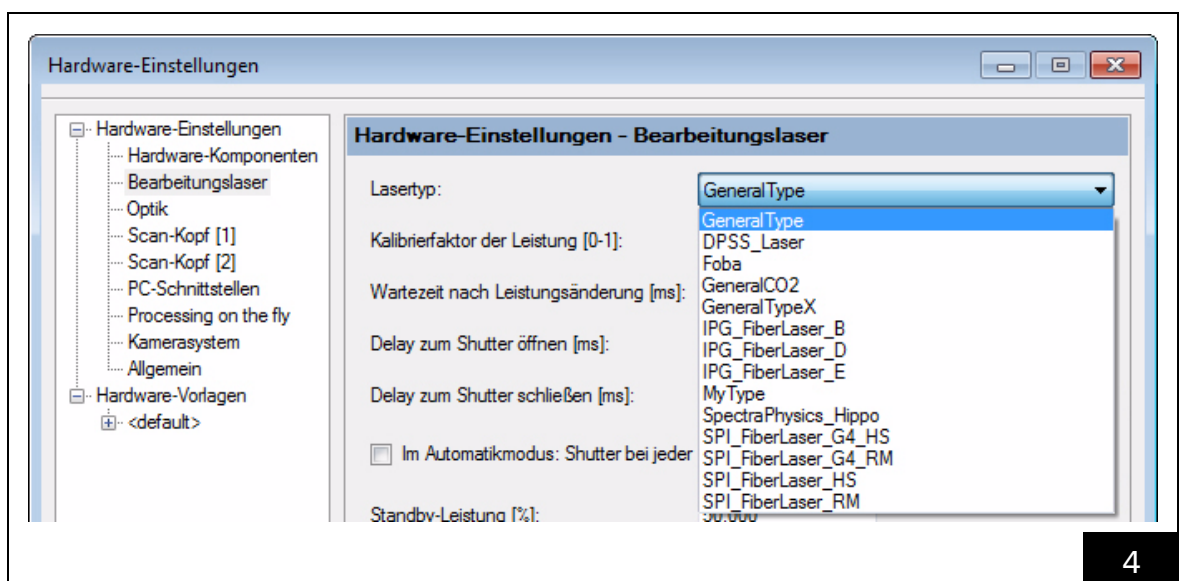 Hardware-Einstellungen
Hardware-Einstellungen
Hardware-Komponenten
Bearbeitungslaser
Optik
Scan-Kopf [1]
Scan-Kopf [2]
PC-Schnittstellen
Processing on the fly
Kamerasystem
Allgemein
Hardware-Vorlagen
<default>
Hardware-Einstellungen - Bearbeitungslaser
Lasertyp:
GeneralType
Kalibrierfaktor der Leistung [0-1]:
Wartezeit nach Leistungsänderung [ms]:
Delay zum Shutter öffnen [ms]:
Delay zum Shutter schließen [ms]:
Im Automatikmodus: Shutter bei jeder
Standby-Leistung [%]:
GeneralType
DPSS_Laser
Foba
GeneralCO2
GeneralTypeX
IPG_FiberLaser_B
IPG_FiberLaser_D
IPG_FiberLaser_E
MyType
SpectraPhysics_Hippo
SPI_FiberLaser_G4_HS
SPI_FiberLaser_G4_RM
SPI_FiberLaser_HS
SPI_FiberLaser_RM
50.000
4